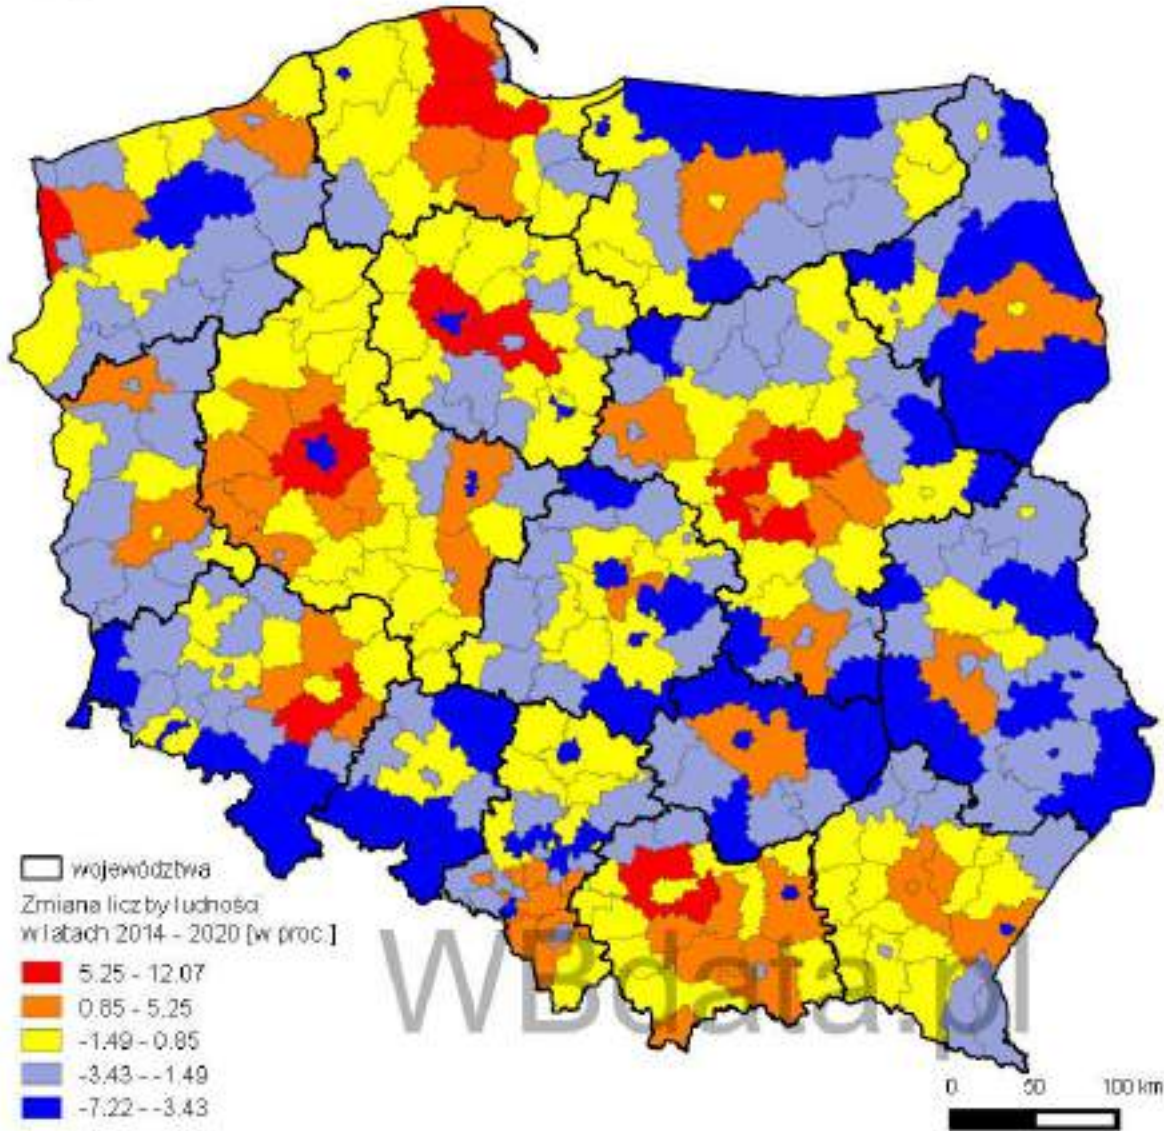 województwa
Zmiana liczby ludności
w latach 2014 - 2020 [w proc.]
5.25 - 12.07
0.85 - 5.25
-1.49 - 0.85
-3.43 - -1.49
-7.22 - -3.43
WBdata.pl
0 50 100 km